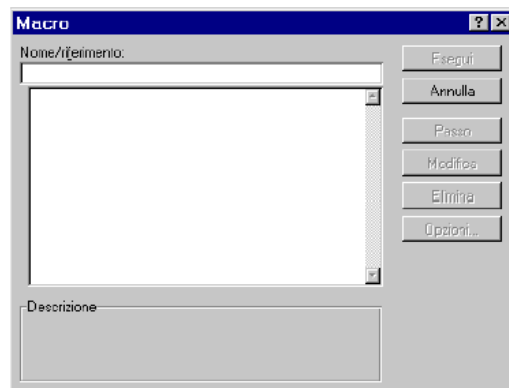 Macro
Nome/riferimento:
Esegui
Annulla
Passo
Modifica
Elimina
Opzioni...
Descrizione